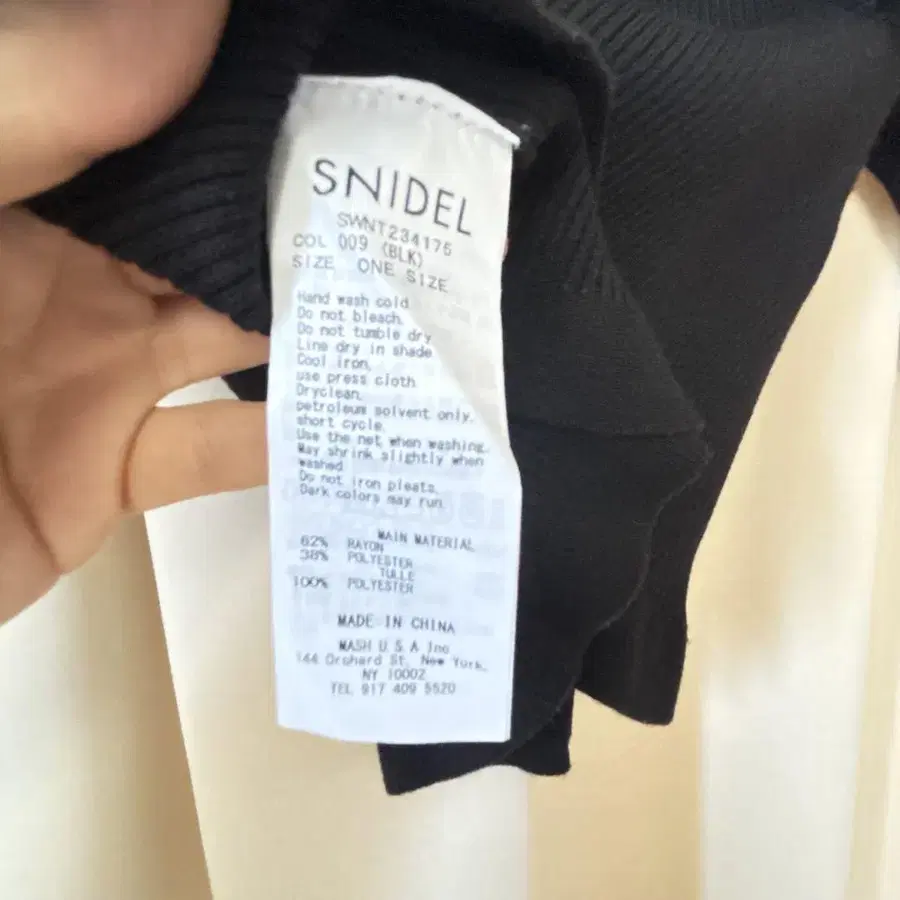 SNIDEL
SWNT234175
COL 009 (BLK)
SIZE ONE SIZE
Hand wash cold.
Do not bleach.
Do not tumble dry
Line dry in shade
Cool iron,
use press cloth.
Dryclean,
petroleum solvent only.
short cycle.
Use the net when washing.
May shrink slightly when
washed.
Do not iron pleats.
Dark colors may run.
MAIN MATERIAL
62% RAYON
38% POLYESTER
TULLE
100% POLYESTER
MADE IN CHINA
MASH U.S.A Inc
144 Orchard St. New York,
NY 10002
TEL 917 409 5520